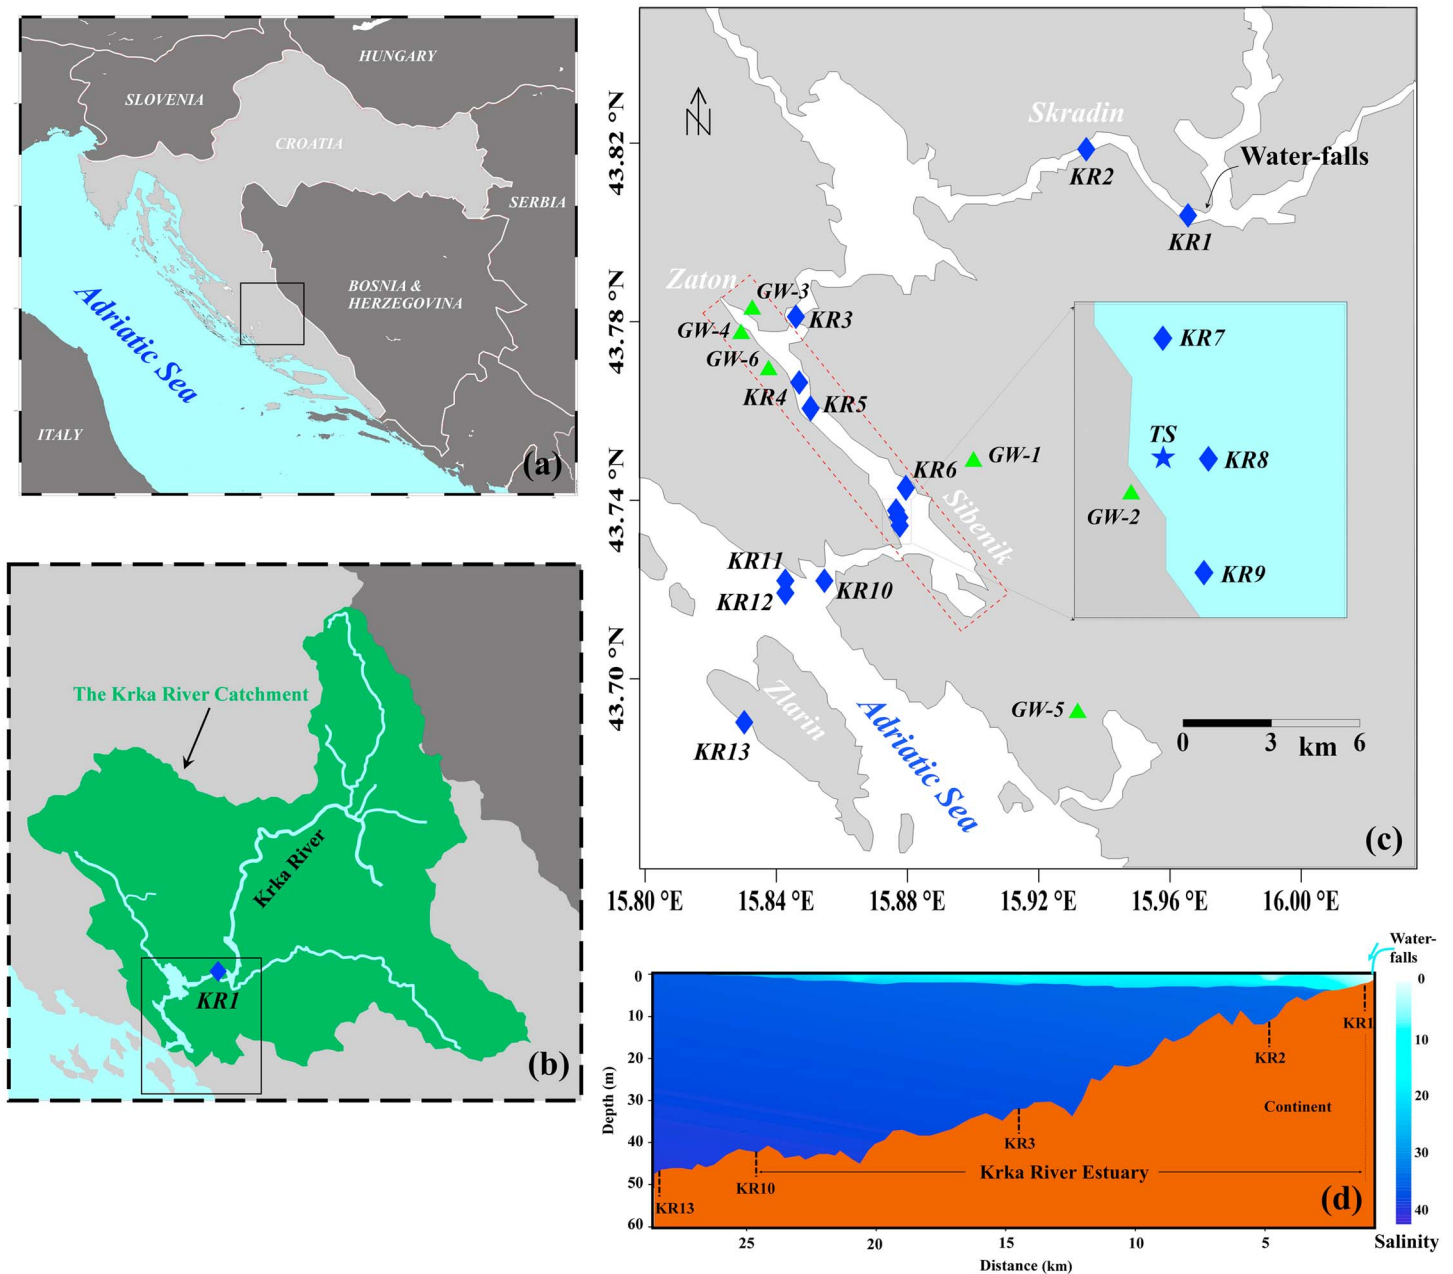 HUNGARY
SLOVENIA
CROATIA
SERBIA
BOSNIA &
HERZEGOVINA
Adriatic Sea
ITALY
(a)
The Krka River Catchment
Krka River
KR1
(b)
N
Skradin
Water-falls
KR2
KR1
Zaton
GW-3
KR3
GW-4
GW-6
KR4
KR5
GW-1
KR6
Sibenik
KR11
KR12
KR10
KR7
TS
KR8
GW-2
KR9
Zlarin
KR13
Adriatic Sea
GW-5
0 3 6
km
(c)
43.82 °N
43.78 °N
43.74 °N
43.70 °N
15.80 °E 15.84 °E 15.88 °E 15.92 °E 15.96 °E 16.00 °E
Water-
falls
0
10
20
30
40
50
60
Depth (m)
KR1
KR2
Continent
KR3
Krka River Estuary
KR10
KR13
(d)
25 20 15 10 5
Distance (km)
0
10
20
30
40
Salinity